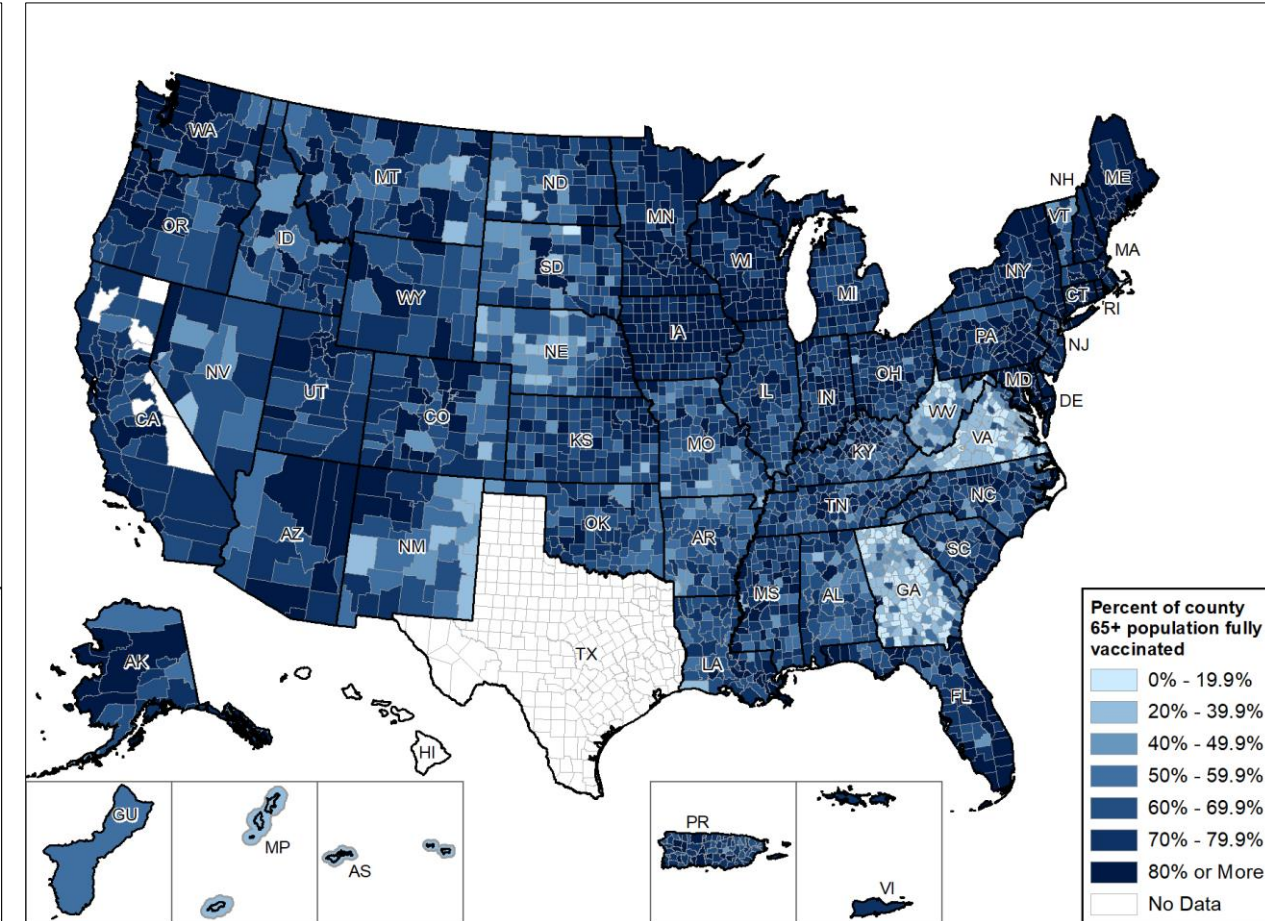 WA
MT
ND
MN
OR
ID
SD
WI
MI
NH
ME
VT
NY
MA
CT
RI
WY
NE
IA
PA
NJ
NV
UT
CO
IL
IN
OH
MD
DE
CA
KS
MO
WV
VA
KY
AZ
NM
OK
AR
TN
NC
SC
MS
AL
GA
TX
LA
FL
AK
HI
GU
MP
AS
PR
VI
Percent of county
65+ population fully
vaccinated
0% - 19.9%
20% - 39.9%
40% - 49.9%
50% - 59.9%
60% - 69.9%
70% - 79.9%
80% or More
No Data